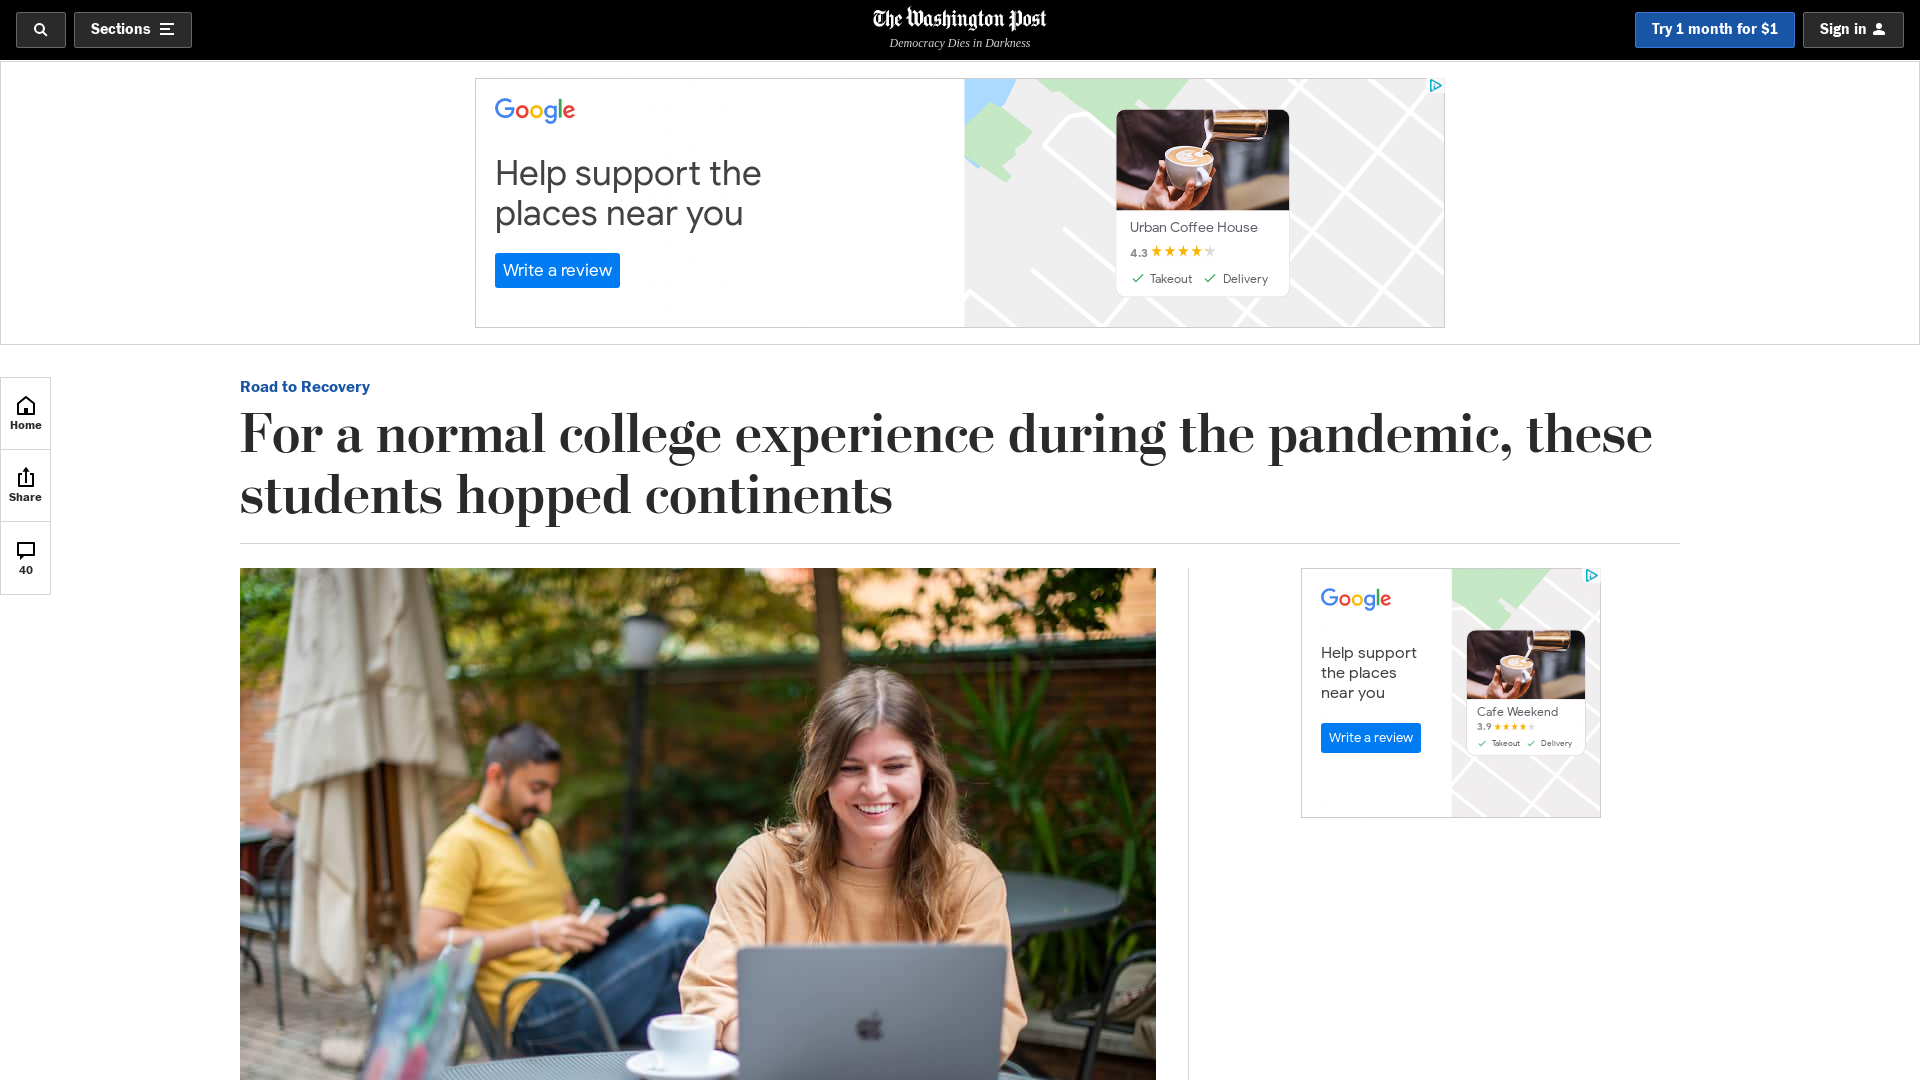 Sections
The Washington Post
Democracy Dies in Darkness
Try 1 month for $1
Sign in
Google
Help support the
places near you
Write a review
Urban Coffee House
4.3
Takeout
Delivery
Home
Share
40
Road to Recovery
For a normal college experience during the pandemic, these
students hopped continents
Google
Help support
the places
near you
Write a review
Cafe Weekend
3.9
Takeout
Delivery